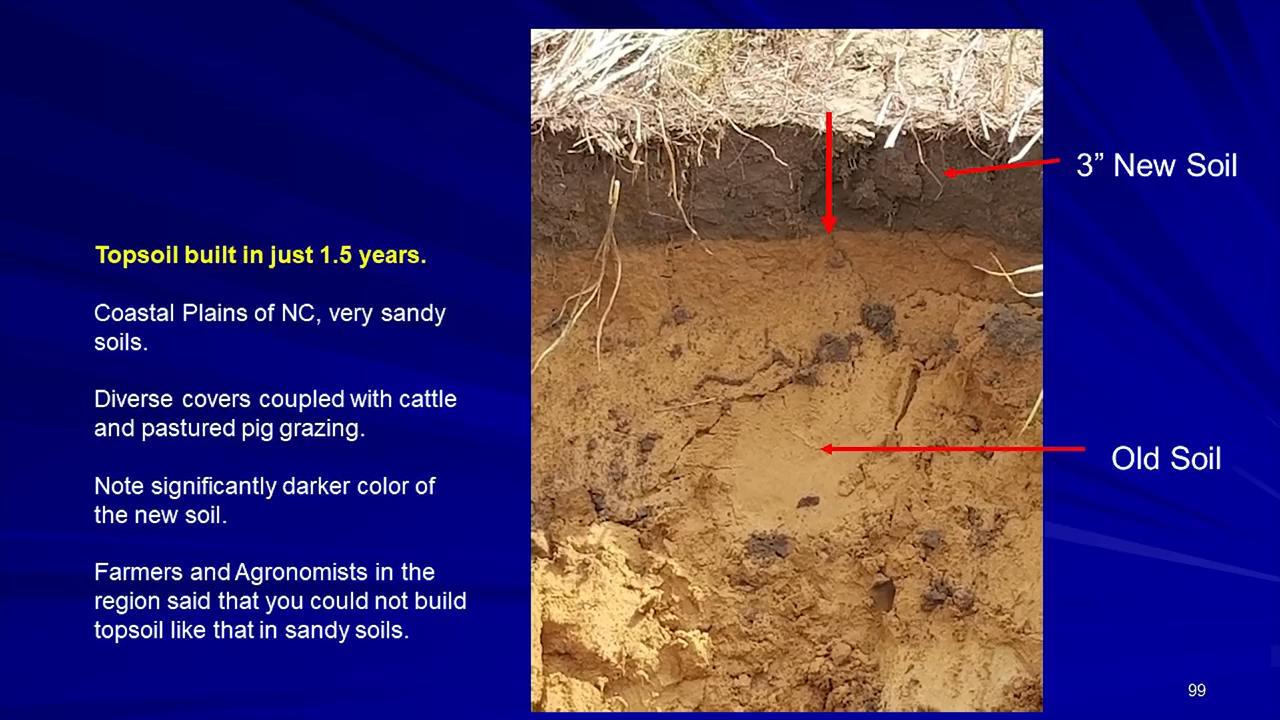 Topsoil built in just 1.5 years.
Coastal Plains of NC, very sandy
soils.
Diverse covers coupled with cattle
and pastured pig grazing.
Note significantly darker color of
the new soil.
Farmers and Agronomists in the
region said that you could not build
topsoil like that in sandy soils.
3” New Soil
Old Soil
99